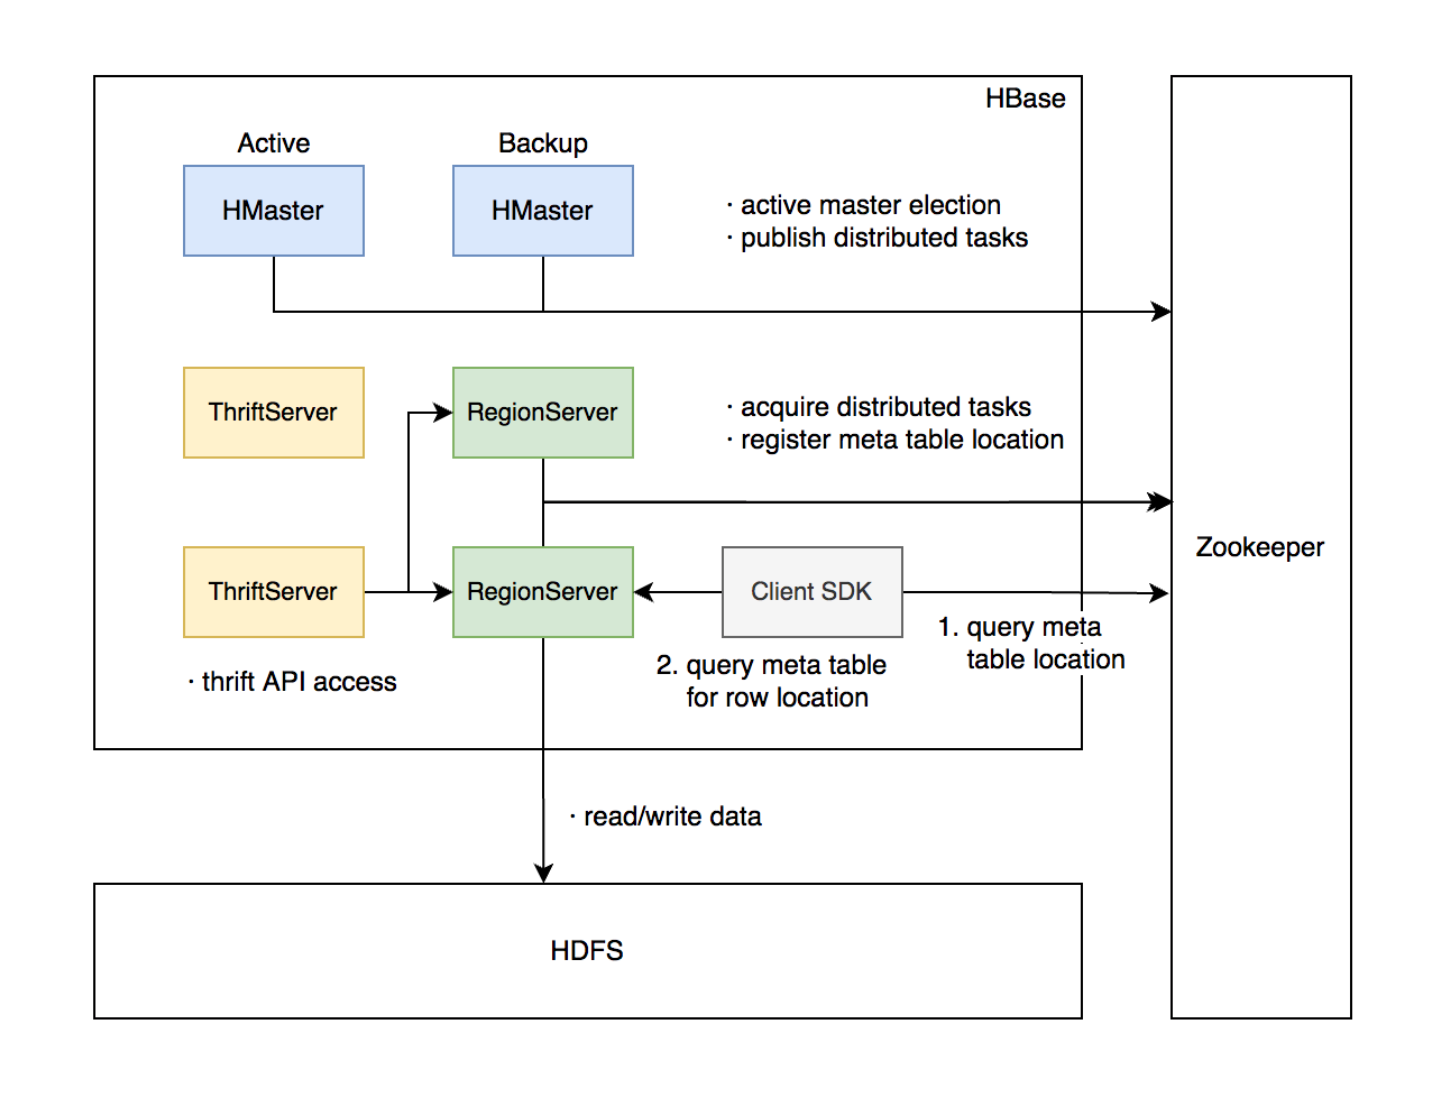 HBase
Active
Backup
HMaster
HMaster
· active master election
· publish distributed tasks
ThriftServer
RegionServer
· acquire distributed tasks
· register meta table location
Zookeeper
ThriftServer
RegionServer
Client SDK
1. query meta
table location
2. query meta table
for row location
· thrift API access
· read/write data
HDFS